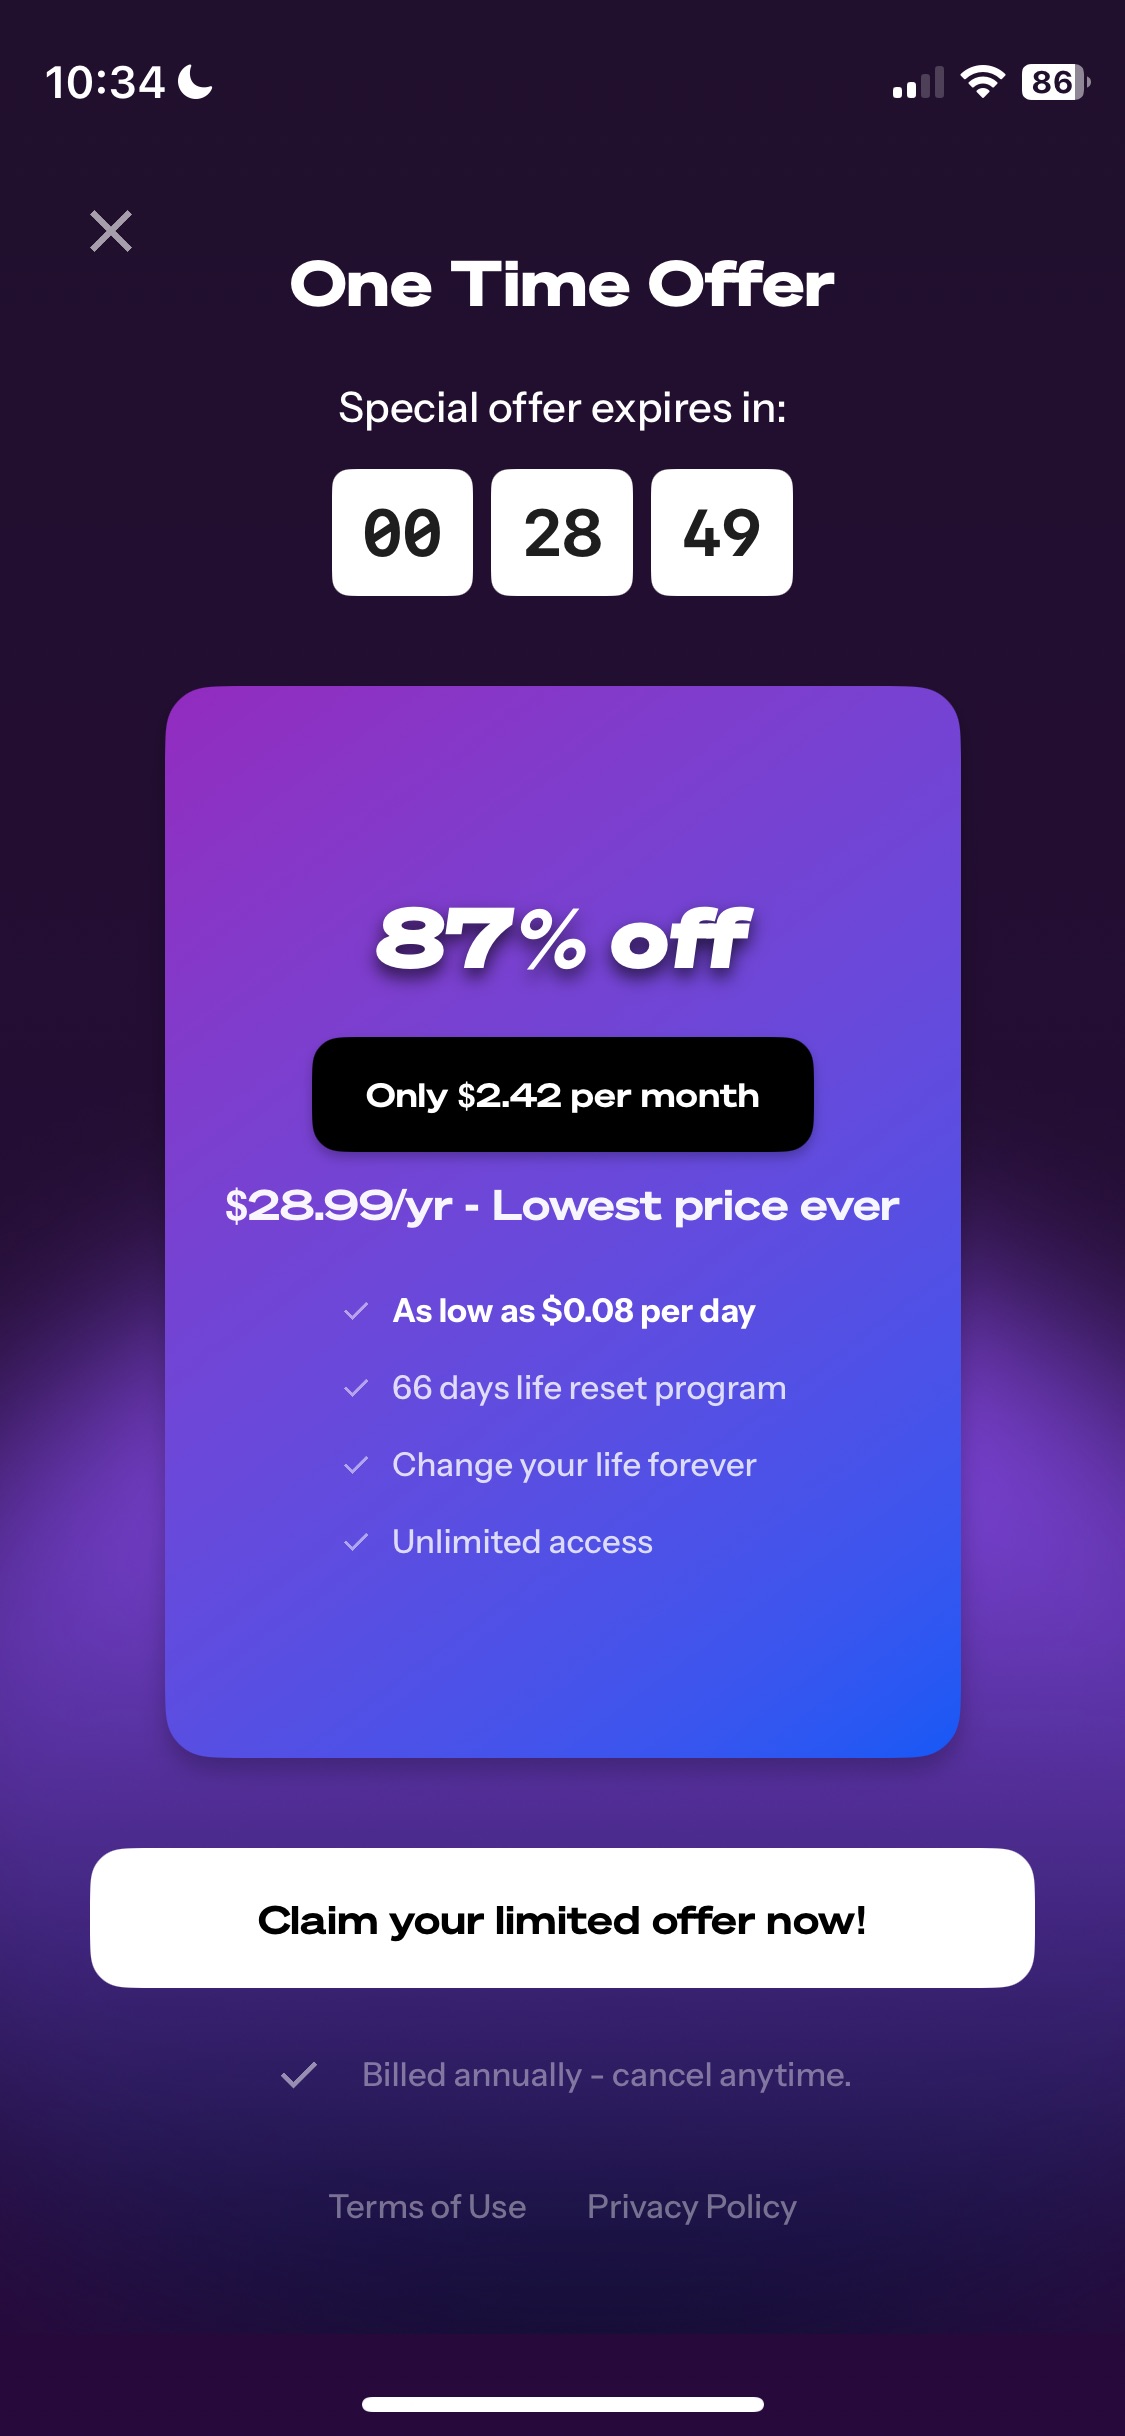 10:34
86
One Time Offer
Special offer expires in:
00 28 49
87% off
Only $2.42 per month
$28.99/yr - Lowest price ever
As low as $0.08 per day
66 days life reset program
Change your life forever
Unlimited access
Claim your limited offer now!
Billed annually - cancel anytime.
Terms of Use Privacy Policy